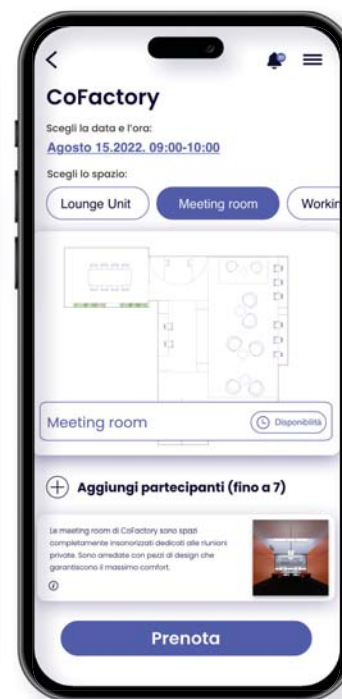 CoFactory
Scegli la data e l'ora:
Agosto 15.2022. 09:00-10:00
Scegli lo spazio:
Lounge Unit
Meeting room
Workin
Meeting room
Disponibilità
Aggiungi partecipanti (fino a 7)
Le meeting room di CoFactory sono spazi
completamente insonorizzati dedicati alle riunioni
private. Sono arredate con pezzi di design che
garantiscono il massimo comfort.
Prenota